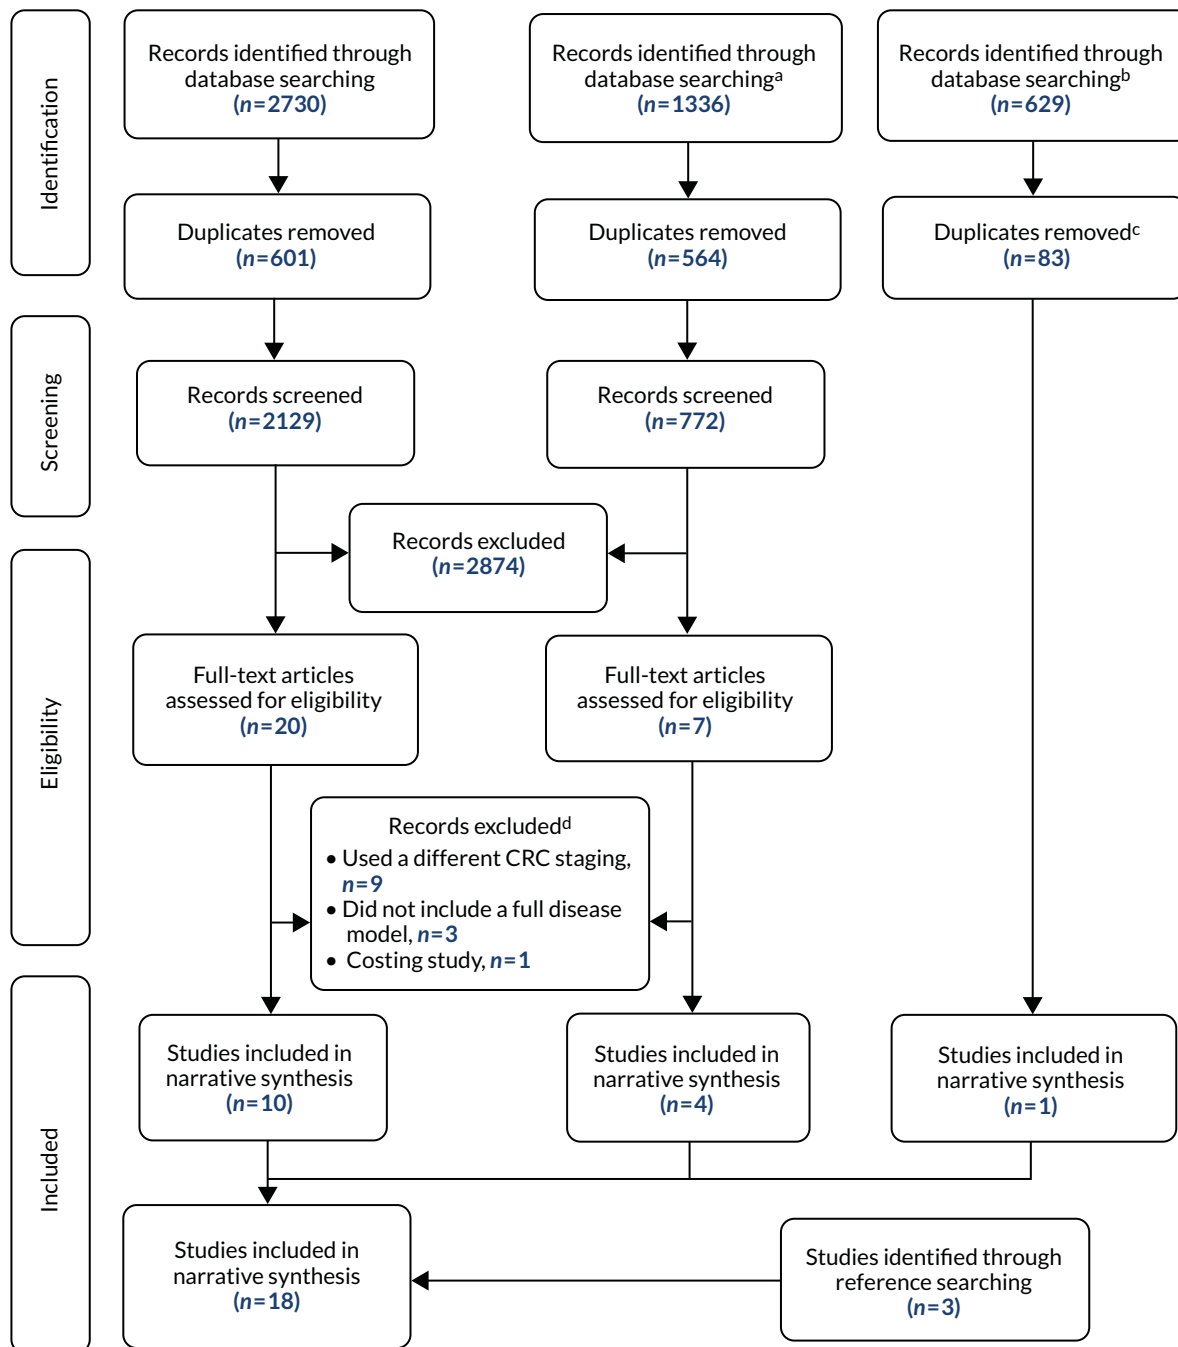 Identification
Records identified through
database searching
(n=2730)
Records identified through
database searchingᵃ
(n=1336)
Records identified through
database searchingᵇ
(n=629)
Duplicates removed
(n=601)
Duplicates removed
(n=564)
Duplicates removedᶜ
(n=83)
Screening
Records screened
(n=2129)
Records screened
(n=772)
Records excluded
(n=2874)
Eligibility
Full-text articles
assessed for eligibility
(n=20)
Full-text articles
assessed for eligibility
(n=7)
Records excludedᵈ
• Used a different CRC staging,
n=9
• Did not include a full disease
model, n=3
• Costing study, n=1
Included
Studies included in
narrative synthesis
(n=10)
Studies included in
narrative synthesis
(n=4)
Studies included in
narrative synthesis
(n=1)
Studies included in
narrative synthesis
(n=18)
Studies identified through
reference searching
(n=3)